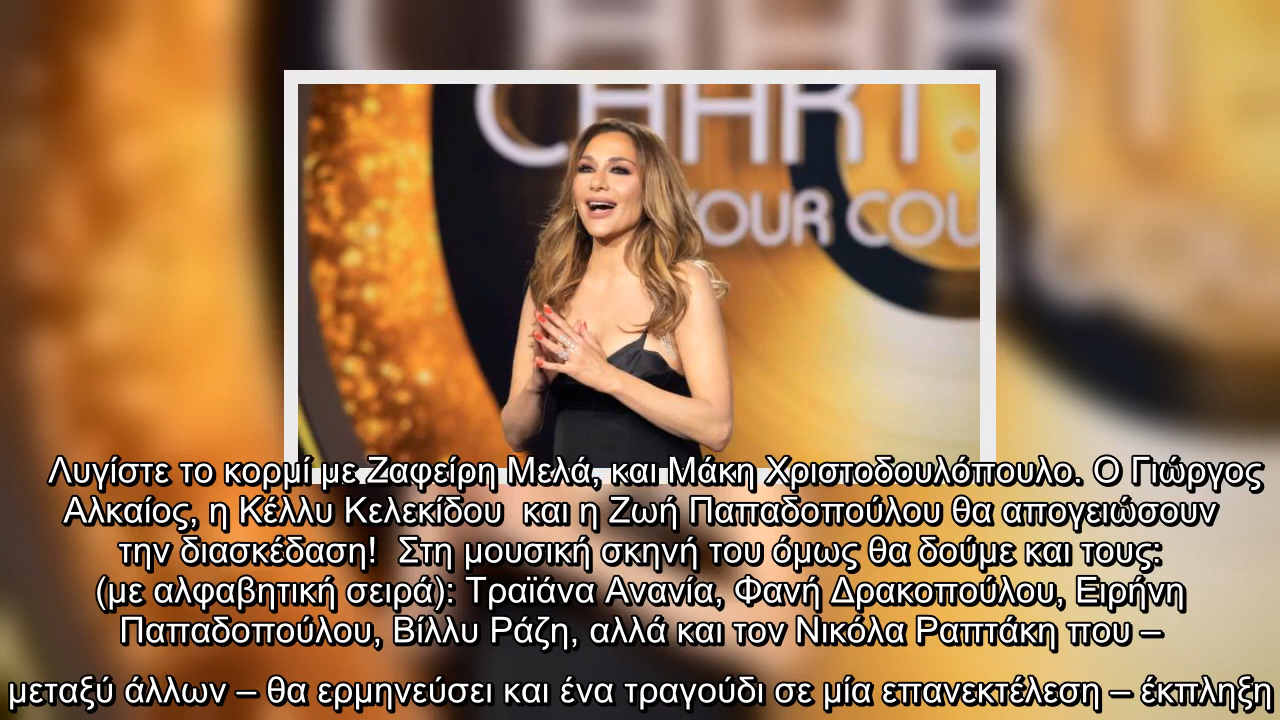 CHART
YOUR COU
Λυγίστε το κορμί με Ζαφείρη Μελά, και Μάκη Χριστοδουλόπουλο. Ο Γιώργος
Αλκαίος, η Κέλλυ Κελεκίδου και η Ζωή Παπαδοπούλου θα απογειώσουν
την διασκέδαση! Στη μουσική σκηνή του όμως θα δούμε και τους:
(με αλφαβητική σειρά): Τραϊάνα Ανανία, Φανή Δρακοπούλου, Ειρήνη
Παπαδοπούλου, Βίλλυ Ράζη, αλλά και τον Νικόλα Ραπτάκη που –
μεταξύ άλλων – θα ερμηνεύσει και ένα τραγούδι σε μία επανεκτέλεση – έκπληξη